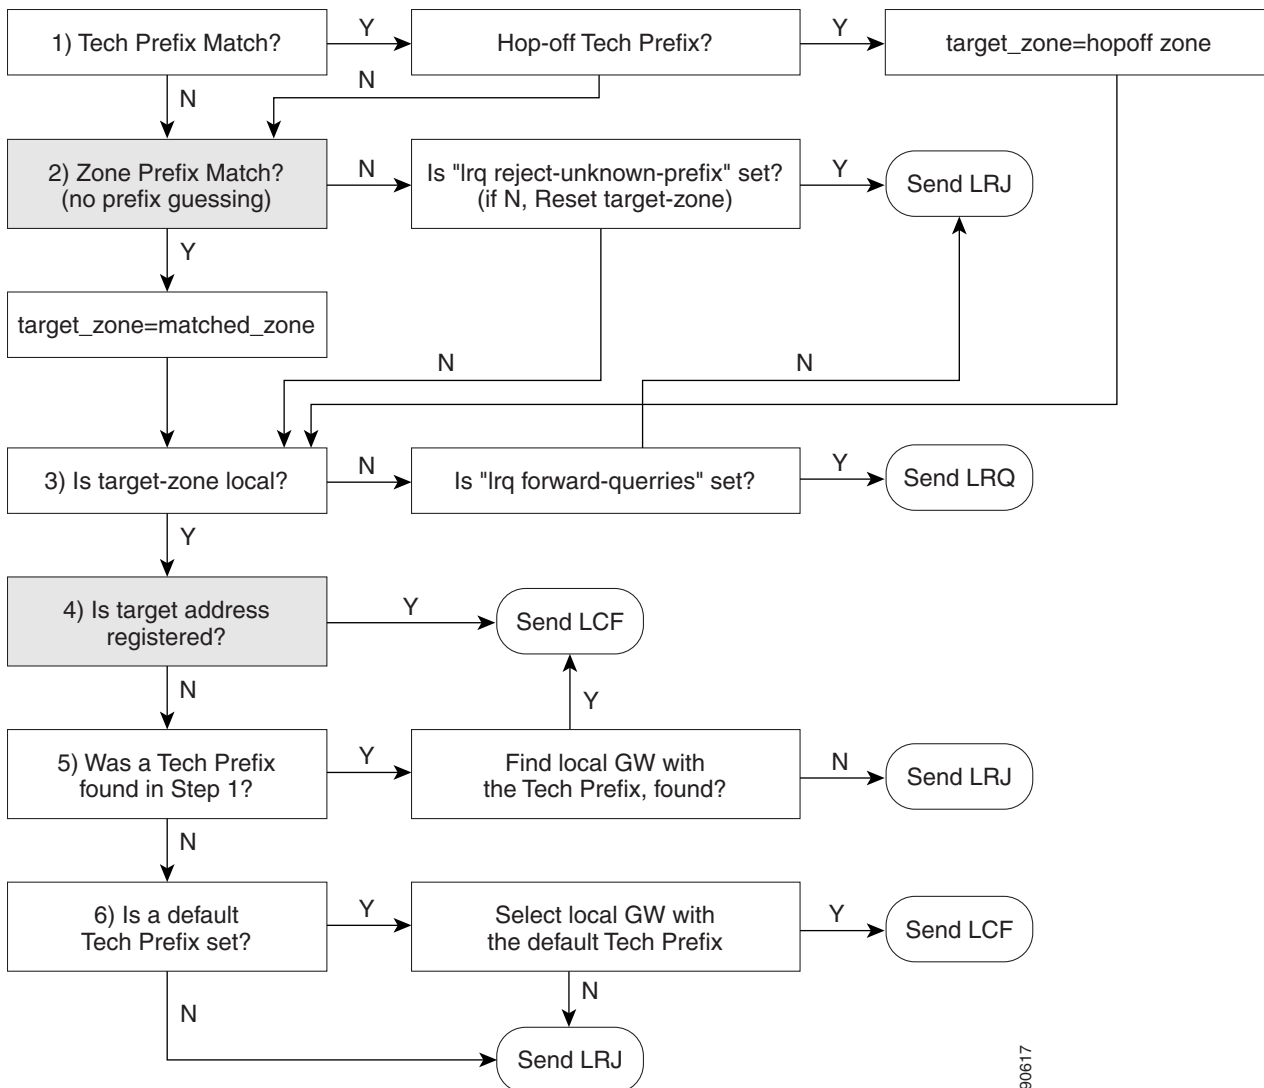 1) Tech Prefix Match?
Y
Hop-off Tech Prefix?
Y
target_zone=hopoff zone
N
N
2) Zone Prefix Match?
(no prefix guessing)
N
Is "lrq reject-unknown-prefix" set?
(if N, Reset target-zone)
Y
Send LRJ
Y
target_zone=matched_zone
N
N
3) Is target-zone local?
N
Is "lrq forward-querries" set?
Y
Send LRQ
Y
4) Is target address
registered?
Y
Send LCF
N
Y
5) Was a Tech Prefix
found in Step 1?
Y
Find local GW with
the Tech Prefix, found?
N
Send LRJ
N
6) Is a default
Tech Prefix set?
Y
Select local GW with
the default Tech Prefix
Y
Send LCF
N
N
Send LRJ
90617